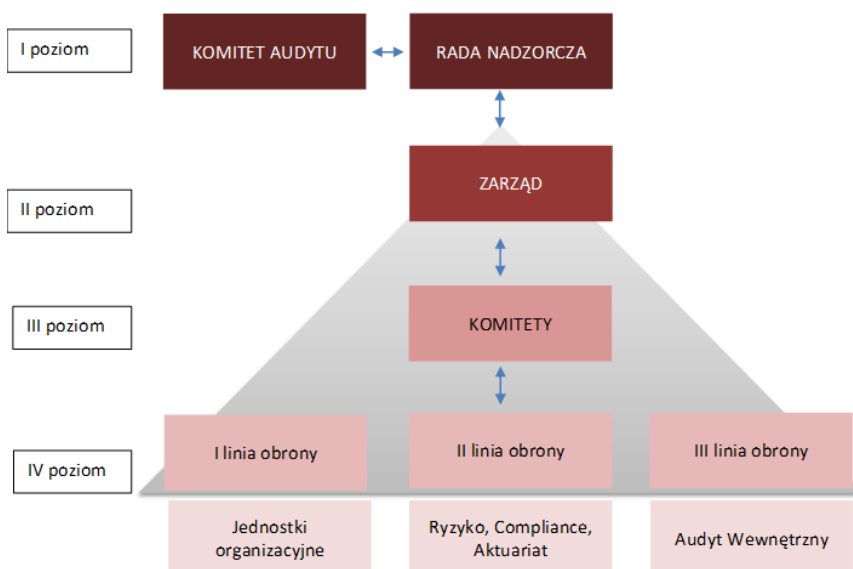 I poziom
KOMITET AUDYTU
RADA NADZORCZA
ZARZĄD
II poziom
KOMITETY
III poziom
I linia obrony
II linia obrony
III linia obrony
IV poziom
Jednostki
organizacyjne
Ryzyko, Compliance,
Aktuariat
Audyt Wewnętrzny